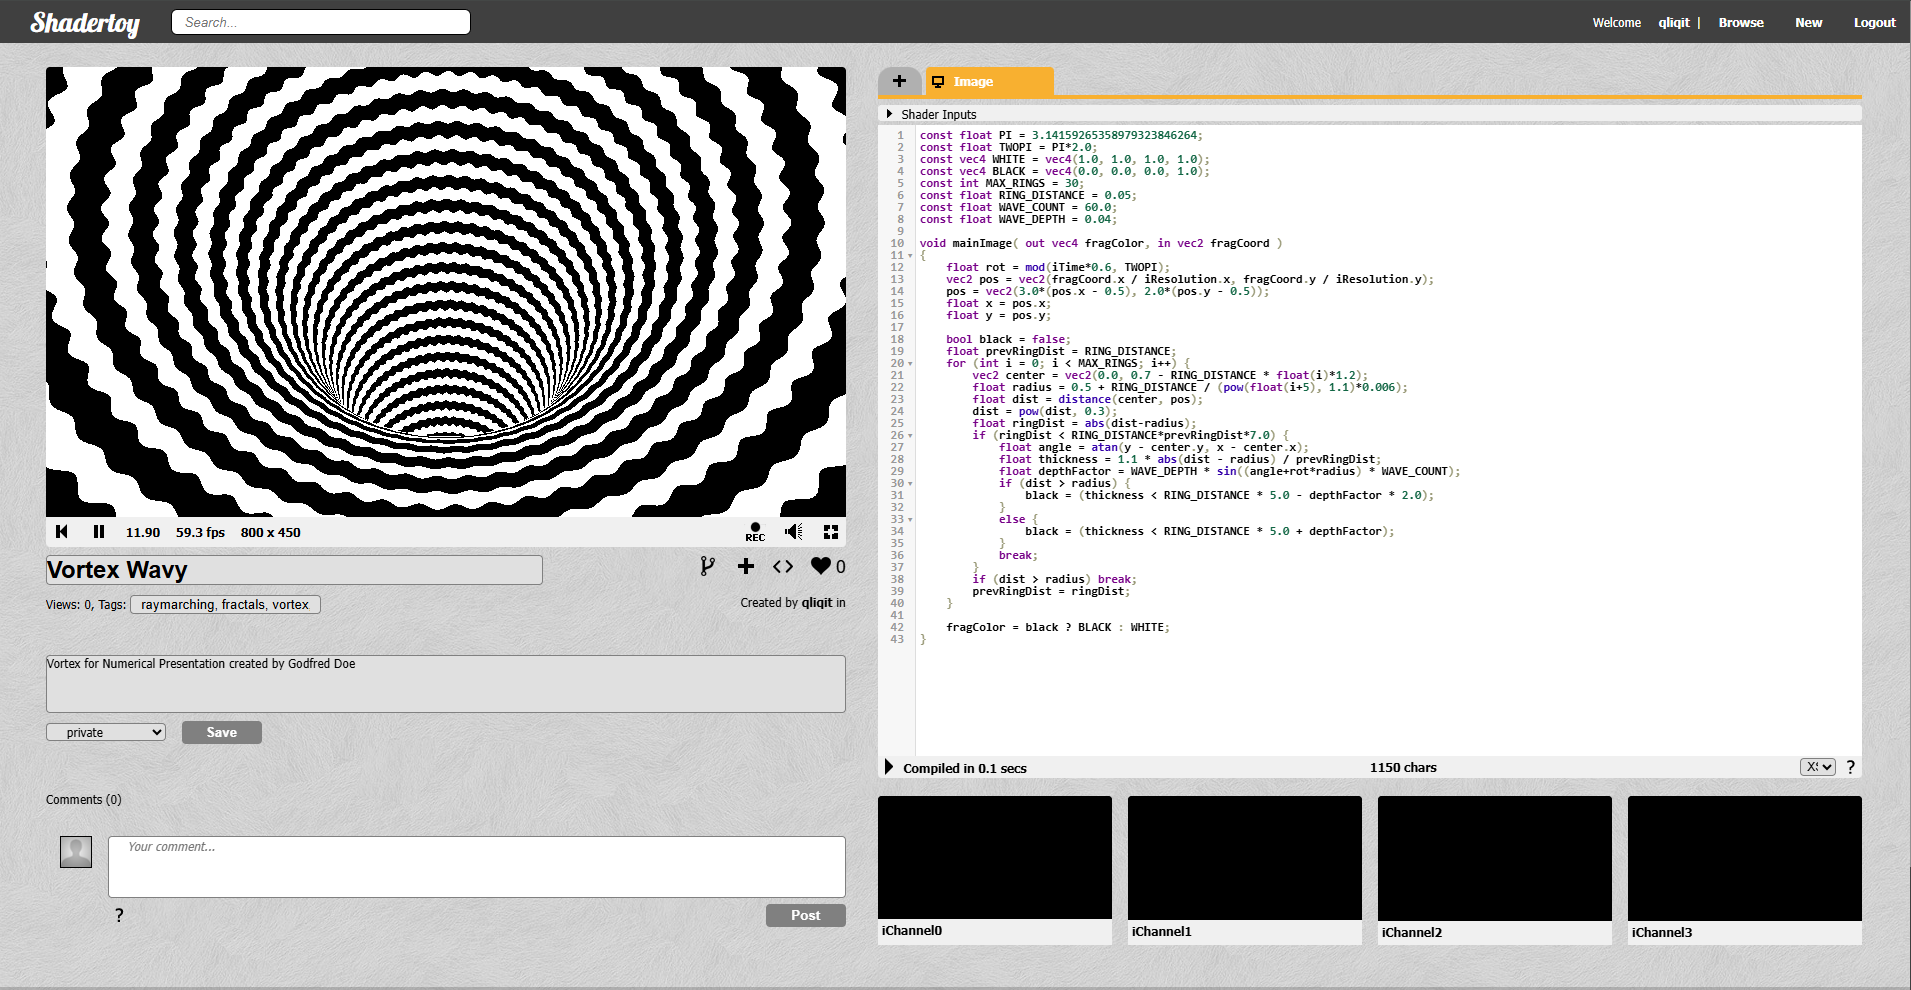 Shadertoy
Search...
Welcome qliqit | Browse New Logout
Image
Shader Inputs
1 const float PI = 3.14159265358979323846264;
2 const float TWOPI = PI*2.0;
3 const vec4 WHITE = vec4(1.0, 1.0, 1.0, 1.0);
4 const vec4 BLACK = vec4(0.0, 0.0, 0.0, 1.0);
5 const int MAX_RINGS = 30;
6 const float RING_DISTANCE = 0.05;
7 const float WAVE_COUNT = 60.0;
8 const float WAVE_DEPTH = 0.04;
9
10 void mainImage( out vec4 fragColor, in vec2 fragCoord )
11 {
12     float rot = mod(iTime*0.6, TWOPI);
13     vec2 pos = vec2(fragCoord.x / iResolution.x, fragCoord.y / iResolution.y);
14     pos = vec2(3.0*(pos.x - 0.5), 2.0*(pos.y - 0.5));
15     float x = pos.x;
16     float y = pos.y;
17
18     bool black = false;
19     float prevRingDist = RING_DISTANCE;
20     for (int i = 0; i < MAX_RINGS; i++) {
21         vec2 center = vec2(0.0, 0.7 - RING_DISTANCE * float(i)*1.2);
22         float radius = 0.5 + RING_DISTANCE / (pow(float(i+5), 1.1)*0.006);
23         float dist = distance(center, pos);
24         dist = pow(dist, 0.3);
25         float ringDist = abs(dist-radius);
26         if (ringDist < RING_DISTANCE*prevRingDist*7.0) {
27             float angle = atan(y - center.y, x - center.x);
28             float thickness = 1.1 * abs(dist - radius) / prevRingDist;
29             float depthFactor = WAVE_DEPTH * sin((angle+rot*radius) * WAVE_COUNT);
30             if (dist > radius) {
31                 black = (thickness < RING_DISTANCE * 5.0 - depthFactor * 2.0);
32             }
33             else {
34                 black = (thickness < RING_DISTANCE * 5.0 + depthFactor);
35             }
36             break;
37         }
38         if (dist > radius) break;
39         prevRingDist = ringDist;
40     }
41
42     fragColor = black ? BLACK : WHITE;
43 }
Compiled in 0.1 secs
1150 chars
?
iChannel0
iChannel1
iChannel2
iChannel3
11.90 59.3 fps 800 x 450
REC
Vortex Wavy
0
Views: 0, Tags: raymarching, fractals, vortex
Created by qliqit in
Vortex for Numerical Presentation created by Godfred Doe
private
Save
Comments (0)
Your comment...
?
Post